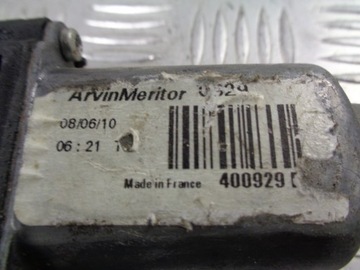 ArvinMeritor
08/06/10
06:21
Made in France 400929